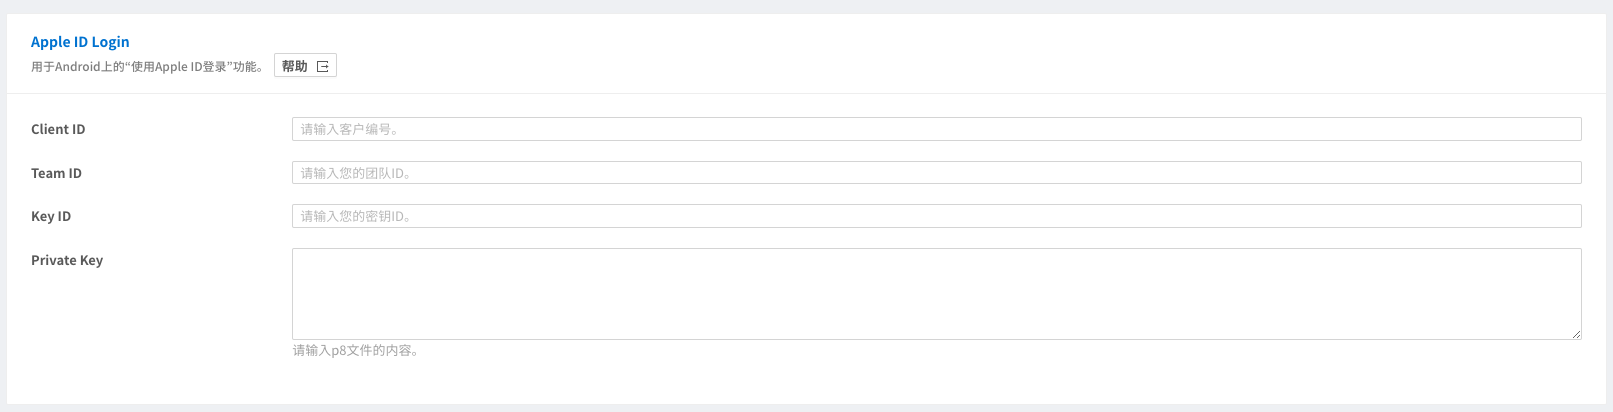 Apple ID Login
用于Android上的“使用Apple ID登录”功能。 帮助
Client ID 请输入客户编号。
Team ID 请输入您的团队ID。
Key ID 请输入您的密钥ID。
Private Key
请输入p8文件的内容。